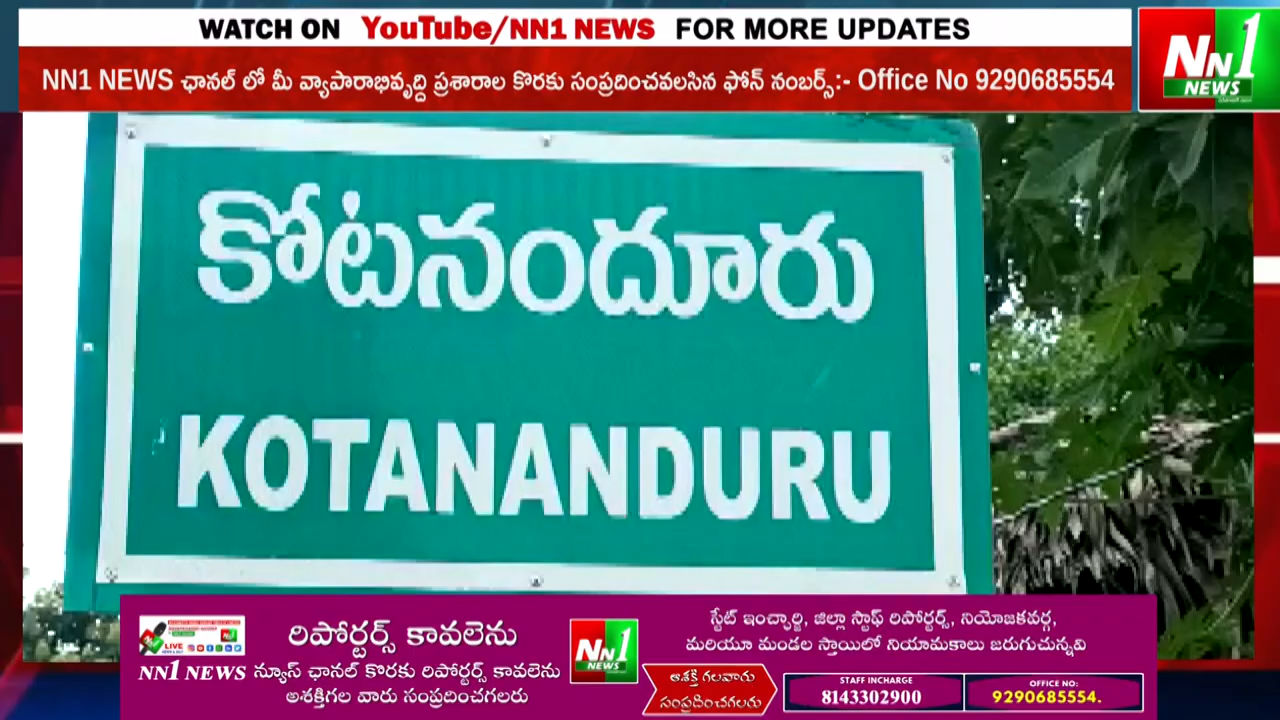 WATCH ON YouTube/NN1 NEWS FOR MORE UPDATES
NN1 NEWS ఛానల్ లో మీ వ్యాపారాభివృద్ది ప్రశారాల కొరకు సంప్రదించవలసిన ఫోన్ నంబర్స్:- Office No 9290685554
NN1
NEWS
కోటనందూరు
KOTANANDURU
LIVE
రిపోర్టర్స్ కావలెను
NN1 NEWS న్యూస్ ఛానల్ కొరకు రిపోర్టర్స్ కావలెను
అశక్తిగల వారు సంప్రదించగలరు
NN1
NEWS
స్టేట్ ఇంఛార్జి, జిల్లా స్టాఫ్ రిపోర్టర్స్, నియోజకవర్గ,
మరియూ మండల స్తాయిలో నియామకాలు జరుగుచున్నవి
ఆశక్తి గలవారు
సంప్రదించగలరు
STAFF INCHARGE
8143302900
OFFICE NO:
9290685554.